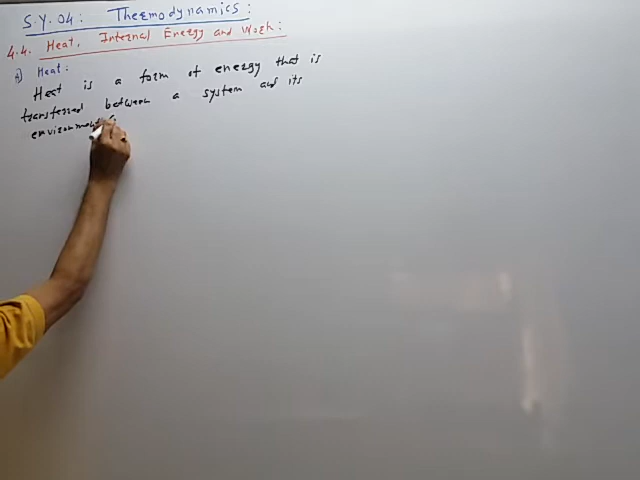 S.Y. 04: Thermodynamics:
4.4. Heat, Internal Energy and Work:
A) Heat:
Heat is a form of energy that is
transferred between a system and its
environment